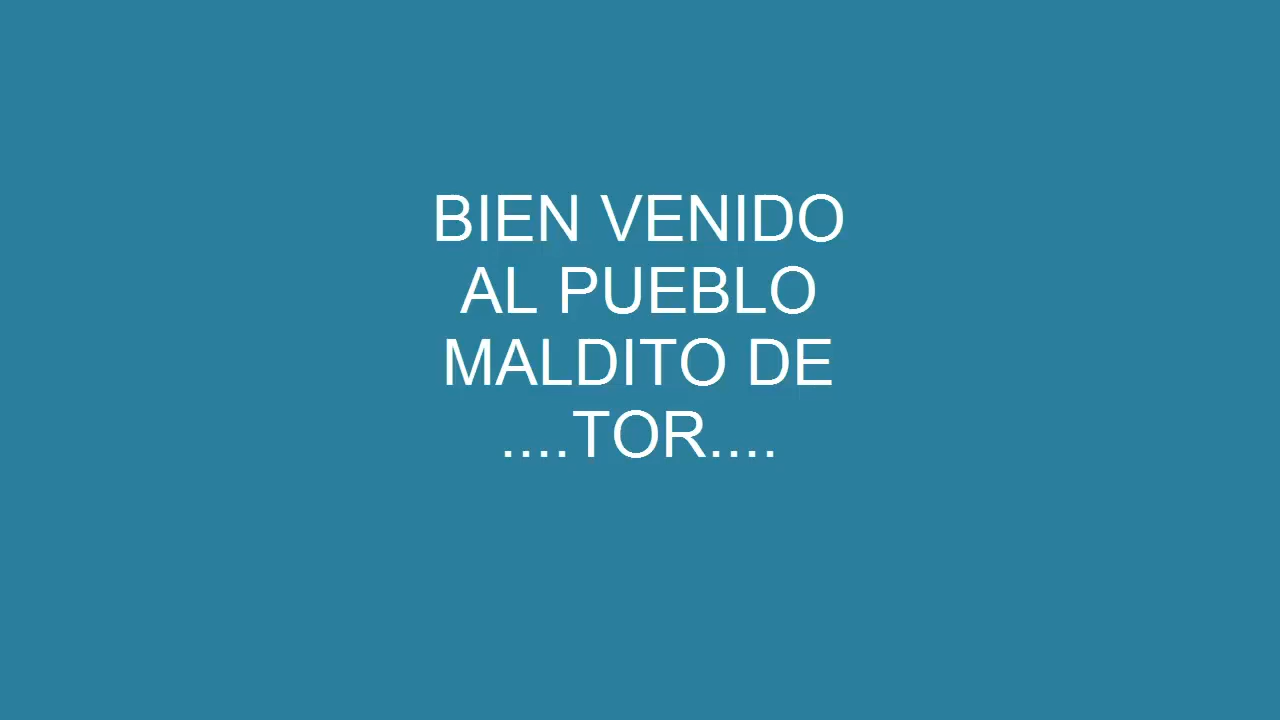 BIEN VENIDO
AL PUEBLO
MALDITO DE
....TOR....